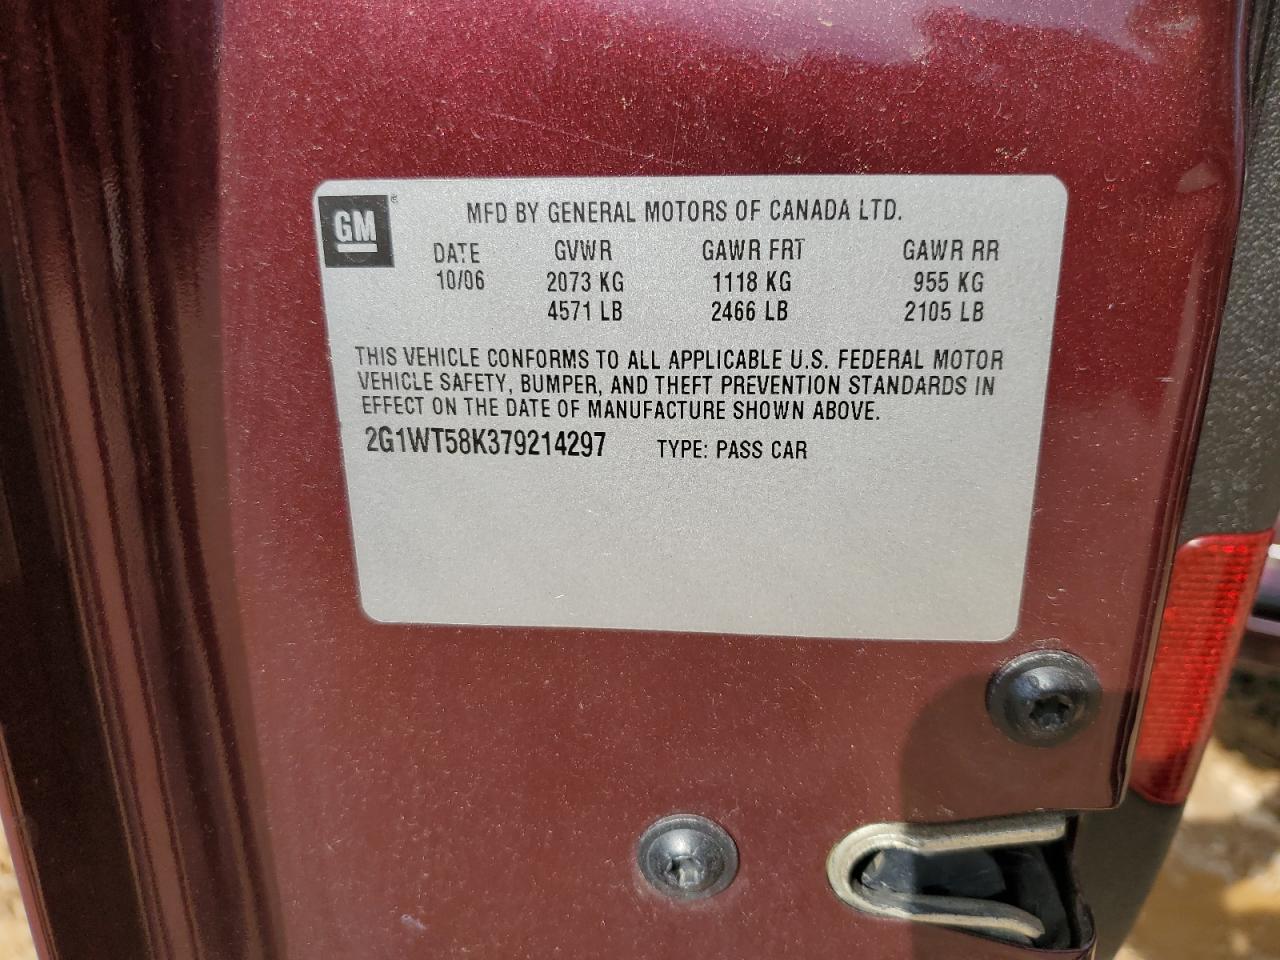 GM®
MFD BY GENERAL MOTORS OF CANADA LTD.
DATE GVWR GAWR FRT GAWR RR
10/06 2073 KG 1118 KG 955 KG
4571 LB 2466 LB 2105 LB
THIS VEHICLE CONFORMS TO ALL APPLICABLE U.S. FEDERAL MOTOR
VEHICLE SAFETY, BUMPER, AND THEFT PREVENTION STANDARDS IN
EFFECT ON THE DATE OF MANUFACTURE SHOWN ABOVE.
2G1WT58K379214297 TYPE: PASS CAR